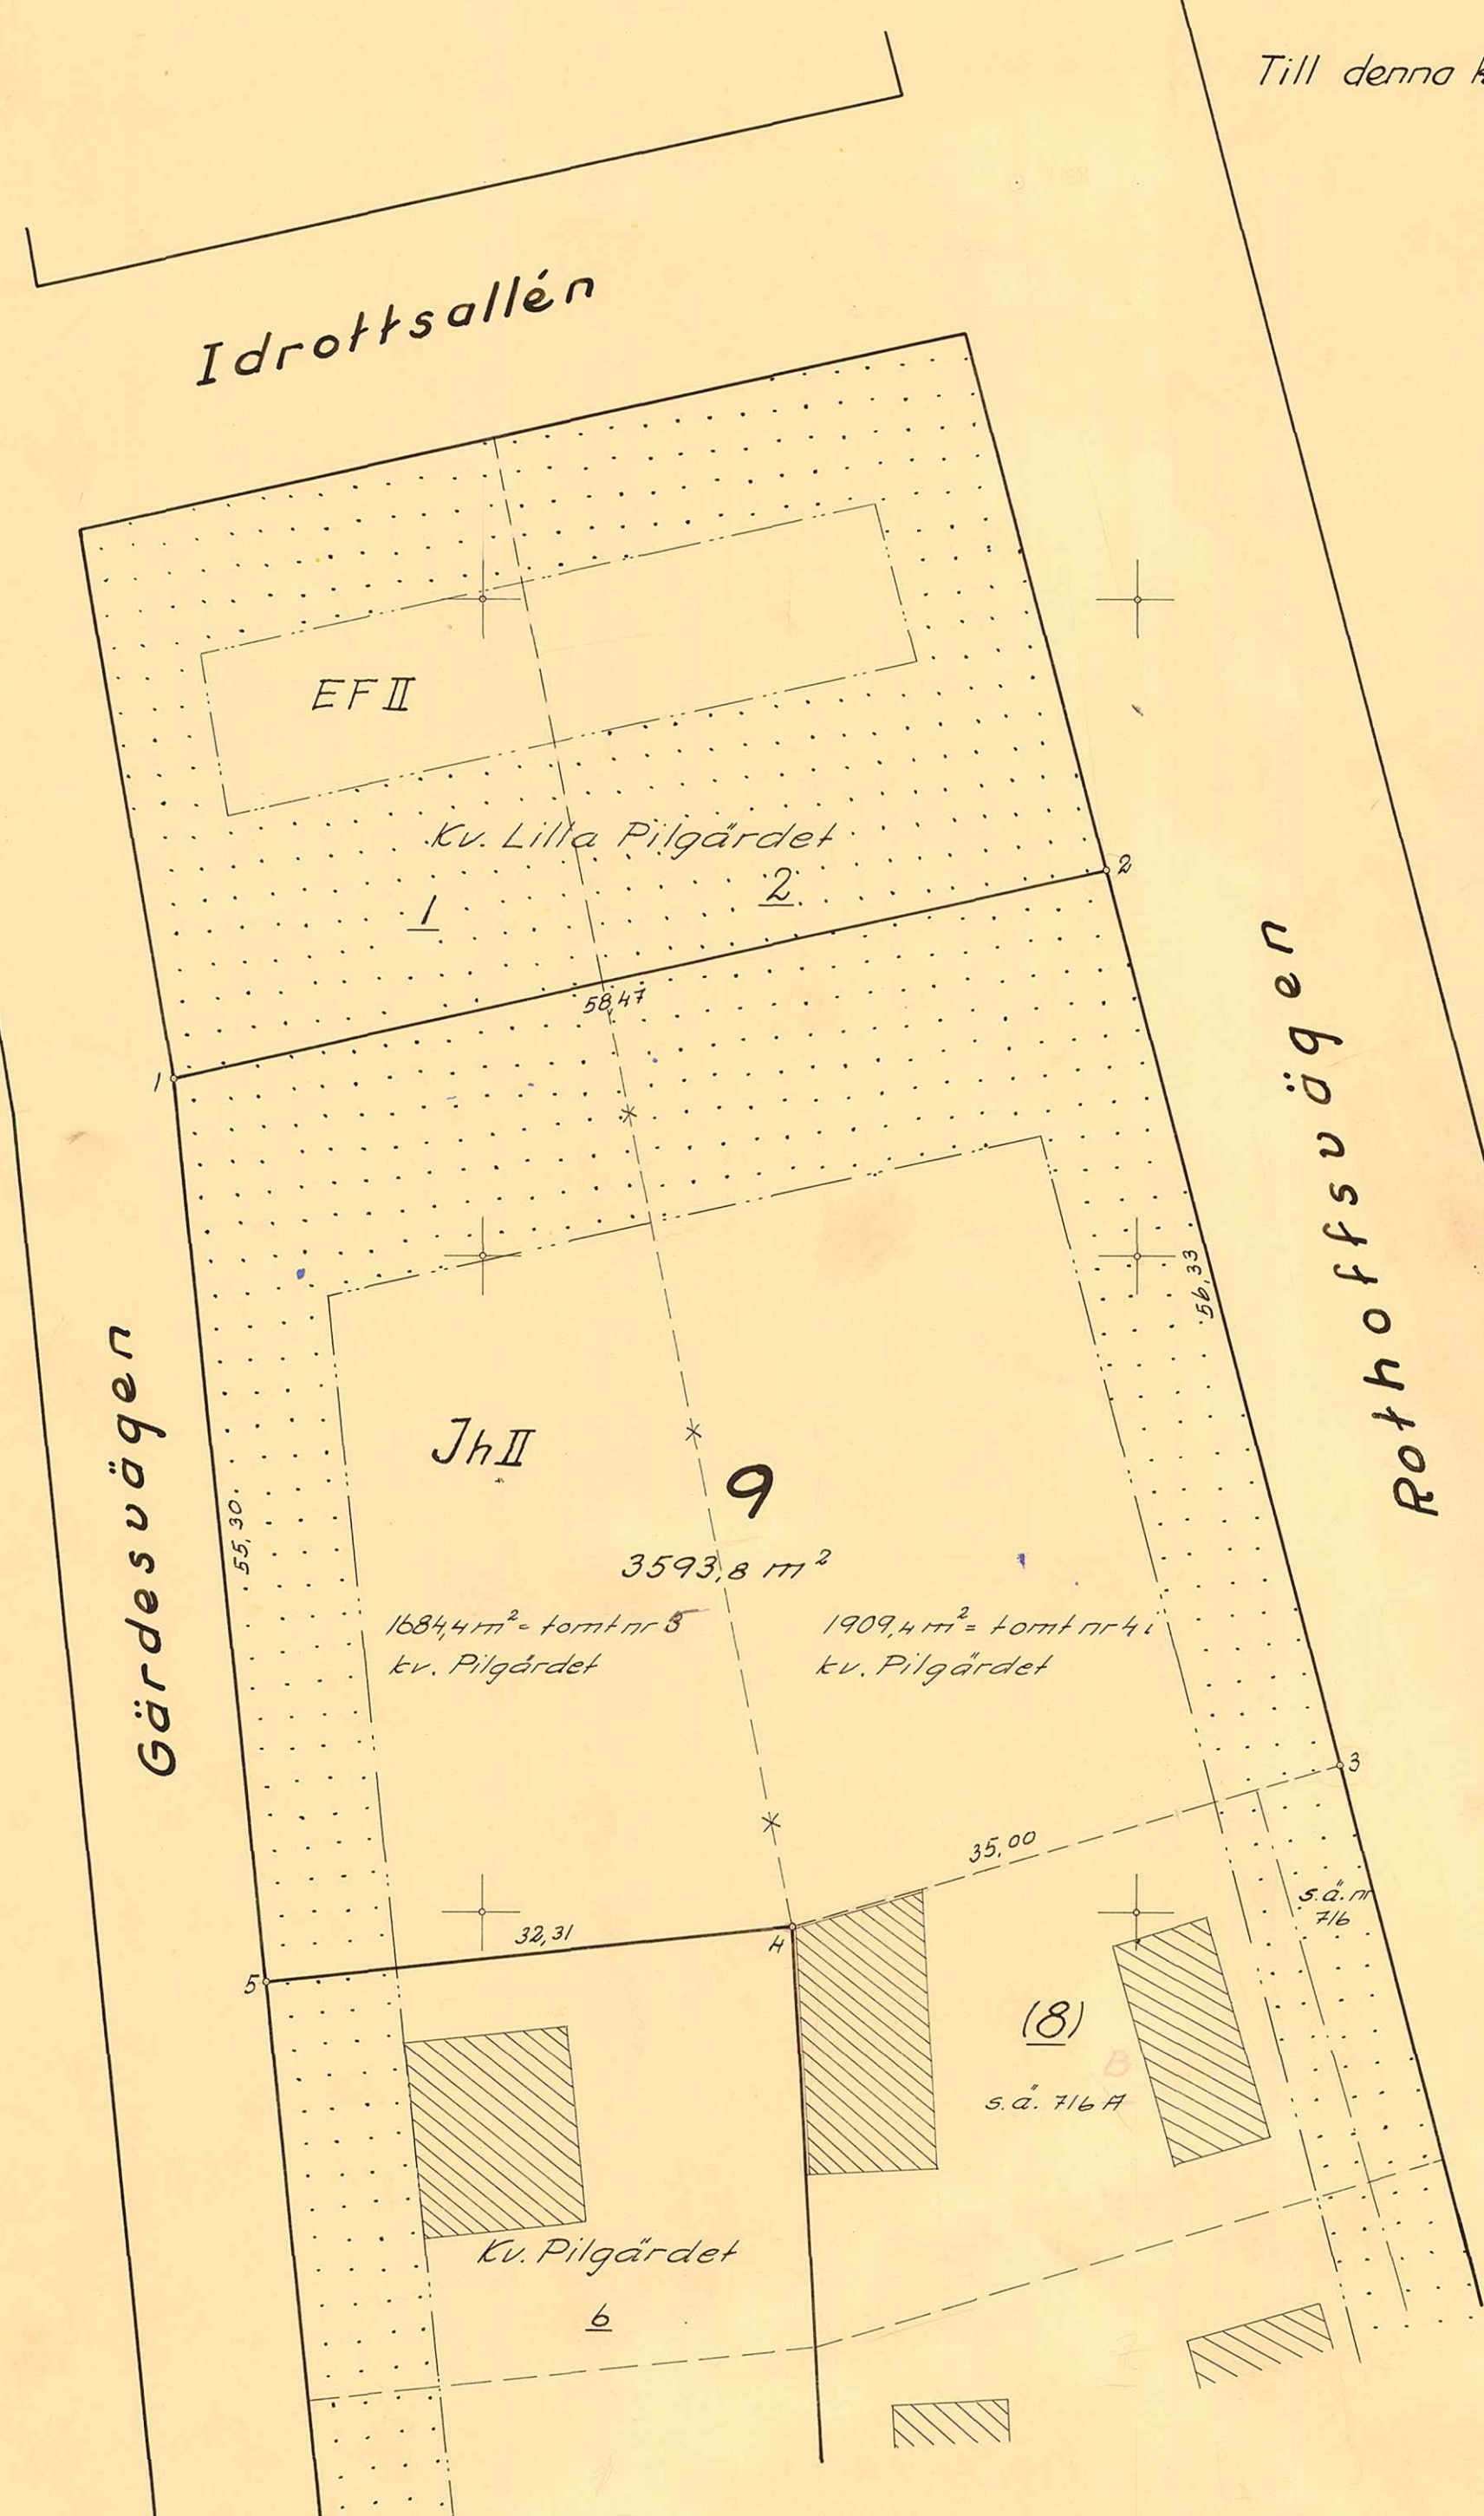 Till denna
Idrottsallén
EF II
Kv. Lilla Pilgärdet
1
2
2
58,47
1
Rothoffsvägen
56,33
Gärdesvägen
55,30
JhII
9
3593,8 m²
1684,4 m² = tomt nr 5
kv. Pilgärdet
1909,4 m² = tomt nr 4 i
kv. Pilgärdet
3
35,00
32,31
4
5
s.ä. nr
716
(8)
B
s.ä. 716 A
Kv. Pilgärdet
6